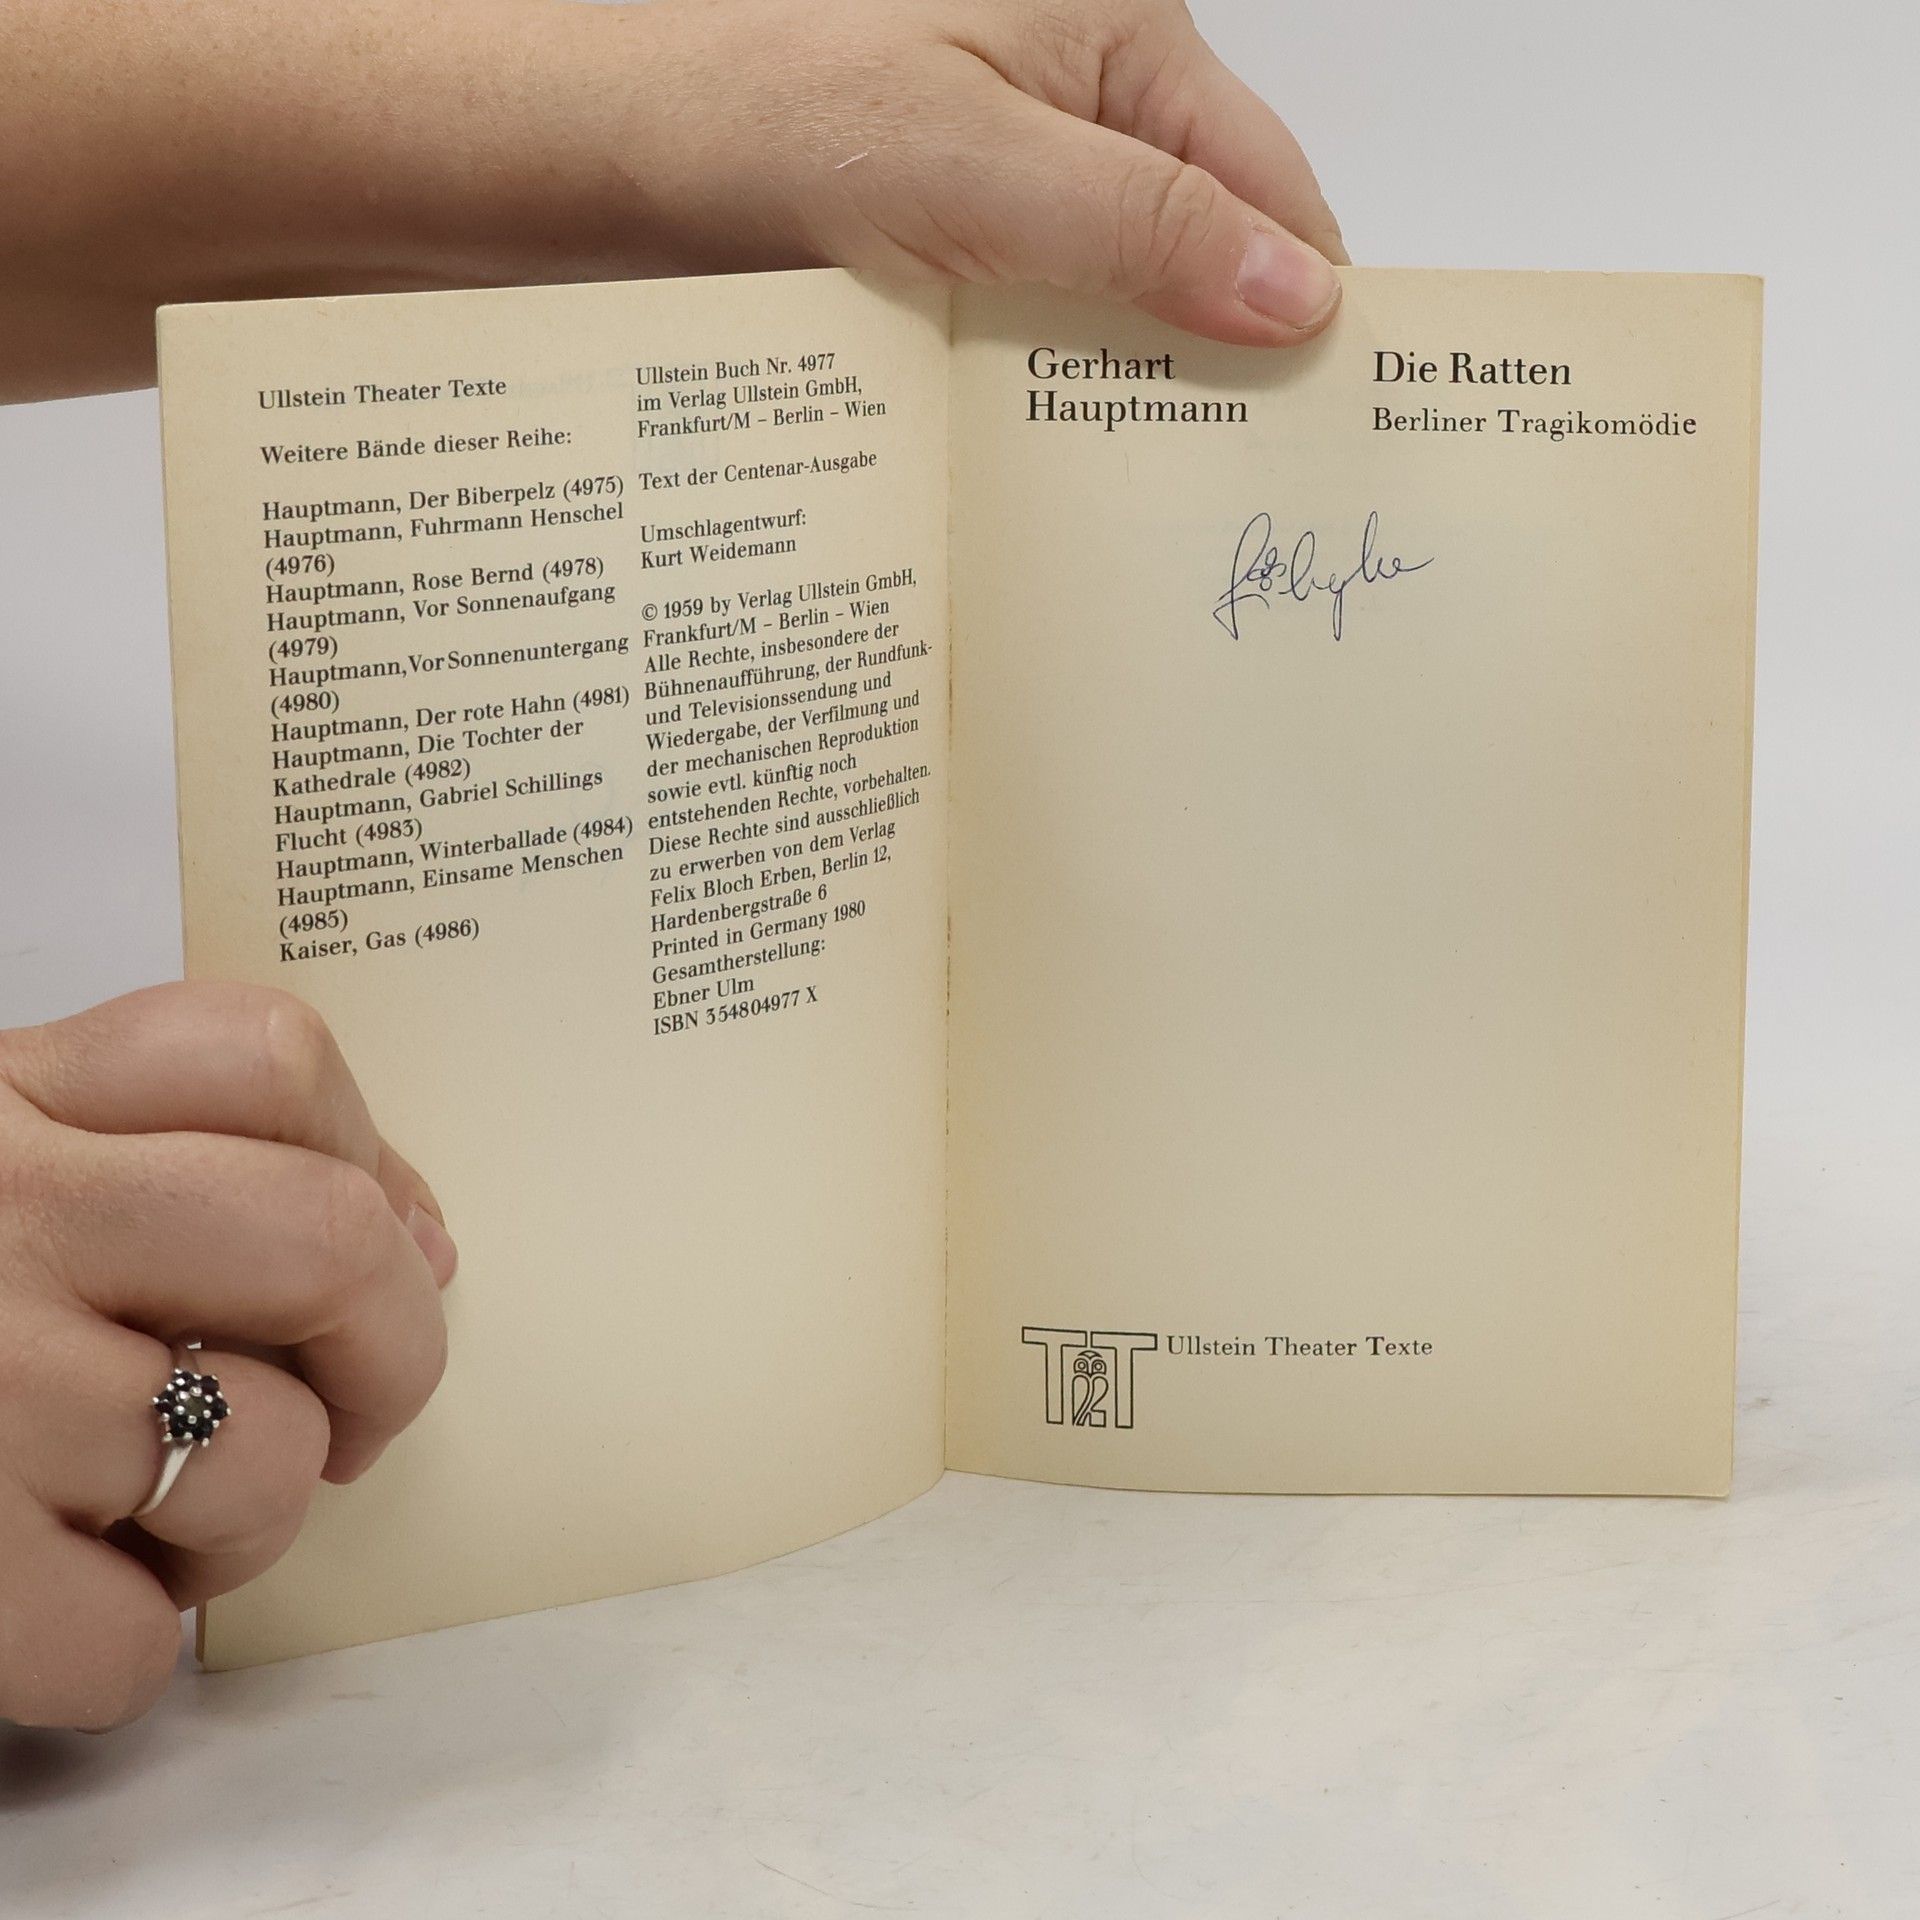 Ullstein Theater Texte
Weitere Bände dieser Reihe:
Hauptmann, Der Biberpelz (4975)
Hauptmann, Fuhrmann Henschel
(4976)
Hauptmann, Rose Bernd (4978)
Hauptmann, Vor Sonnenaufgang
(4979)
Hauptmann, Vor Sonnenuntergang
(4980)
Hauptmann, Der rote Hahn (4981)
Hauptmann, Die Tochter der
Kathedrale (4982)
Hauptmann, Gabriel Schillings
Flucht (4983)
Hauptmann, Winterballade (4984)
Hauptmann, Einsame Menschen
(4985)
Kaiser, Gas (4986)
Ullstein Buch Nr. 4977
im Verlag Ullstein GmbH,
Frankfurt/M – Berlin – Wien
Text der Centenar-Ausgabe
Umschlagentwurf:
Kurt Weidemann
© 1959 by Verlag Ullstein GmbH,
Frankfurt/M – Berlin – Wien
Alle Rechte, insbesondere der
Bühnenaufführung, der Rundfunk-
und Televisionssendung und
Wiedergabe, der Verfilmung und
der mechanischen Reproduktion
sowie evtl. künftig noch
entstehenden Rechte, vorbehalten.
Diese Rechte sind ausschließlich
zu erwerben von dem Verlag
Felix Bloch Erben, Berlin 12,
Hardenbergstraße 6
Printed in Germany 1980
Gesamtherstellung:
Ebner Ulm
ISBN 3 548 04977 X
Gerhart
Hauptmann
Die Ratten
Berliner Tragikomödie
TT Ullstein Theater Texte